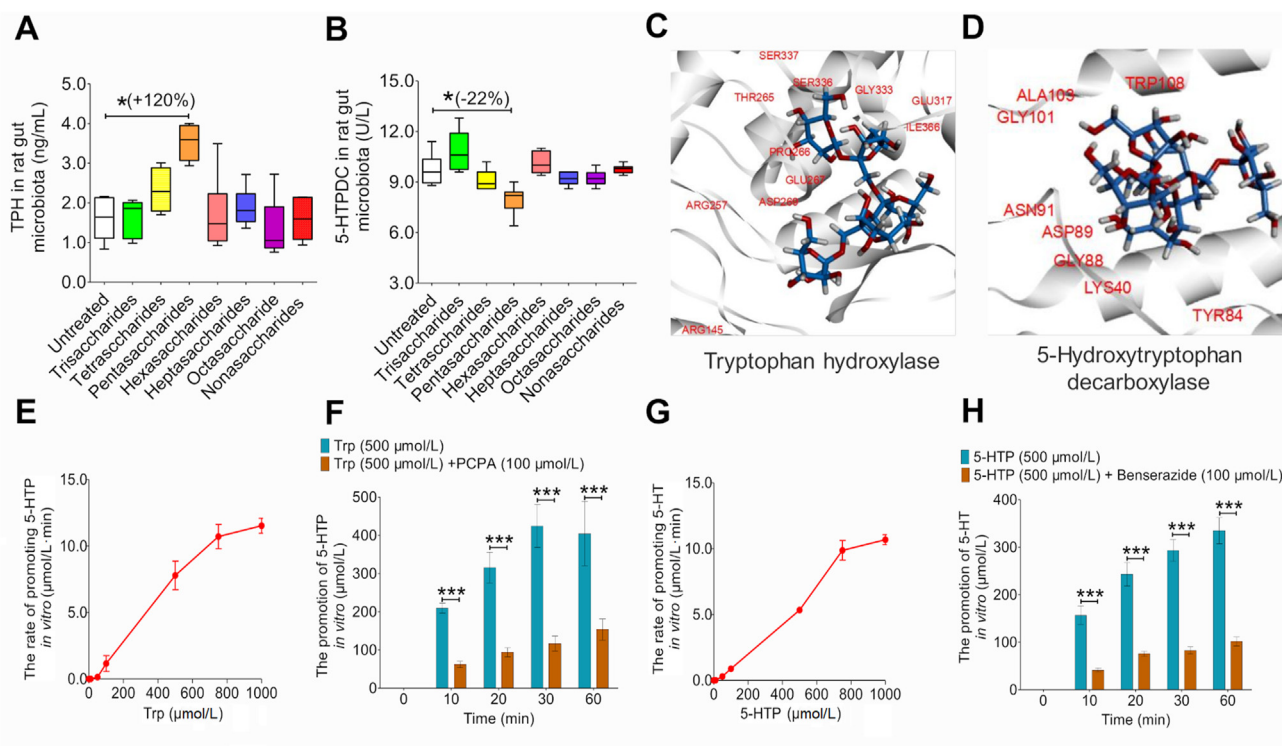 A
TPH in rat gut
microbiota (ng/mL)
5.0
4.0
3.0
2.0
1.0
0.0
*(+120%)
Untreated
Trisaccharides
Tetrasccharides
Pentasaccharides
Hexasaccharides
Heptasaccharides
Octasaccharide
Nonasaccharides
B
5-HTPDC in rat gut
microbiota (U/L)
15.0
12.0
9.0
6.0
3.0
*(-22%)
Untreated
Trisaccharides
Tetrasccharides
Pentasaccharides
Hexasaccharides
Heptasaccharides
Octasaccharides
Nonasaccharides
C
SER337
SER336
THR265
GLY333
GLU317
ILE366
PRO266
GLU267
ASP269
ARG257
ARG145
Tryptophan hydroxylase
D
TRP108
ALA103
GLY101
ASN91
ASP89
GLY88
LYS40
TYR84
5-Hydroxytryptophan
decarboxylase
E
The rate of promoting 5-HTP
in vitro (µmol/L·min)
15.0
10.0
5.0
0.0
0 200 400 600 800 1000
Trp (µmol/L)
F
Trp (500 µmol/L)
Trp (500 µmol/L) +PCPA (100 µmol/L)
The promotion of 5-HTP
in vitro (µmol/L)
500
400
300
200
100
0
*** *** *** ***
0 10 20 30 60
Time (min)
G
The rate of promoting 5-HT
in vitro (µmol/L·min)
15.0
10.0
5.0
0.0
0 200 400 600 800 1000
5-HTP (µmol/L)
H
5-HTP (500 µmol/L)
5-HTP (500 µmol/L) + Benserazide (100 µmol/L)
The promotion of 5-HT
in vitro (µmol/L)
400
300
200
100
0
*** *** *** ***
0 10 20 30 60
Time (min)